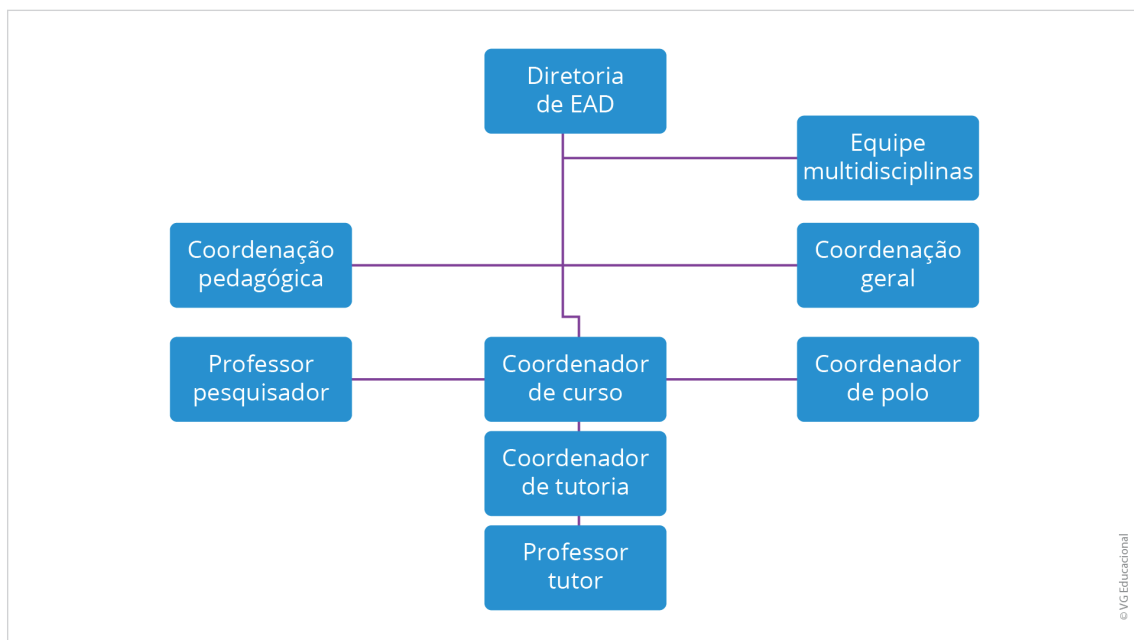 Diretoria
de EAD
Equipe
multidisciplinas
Coordenação
pedagógica
Coordenação
geral
Professor
pesquisador
Coordenador
de curso
Coordenador
de polo
Coordenador
de tutoria
Professor
tutor
© VG Educacional